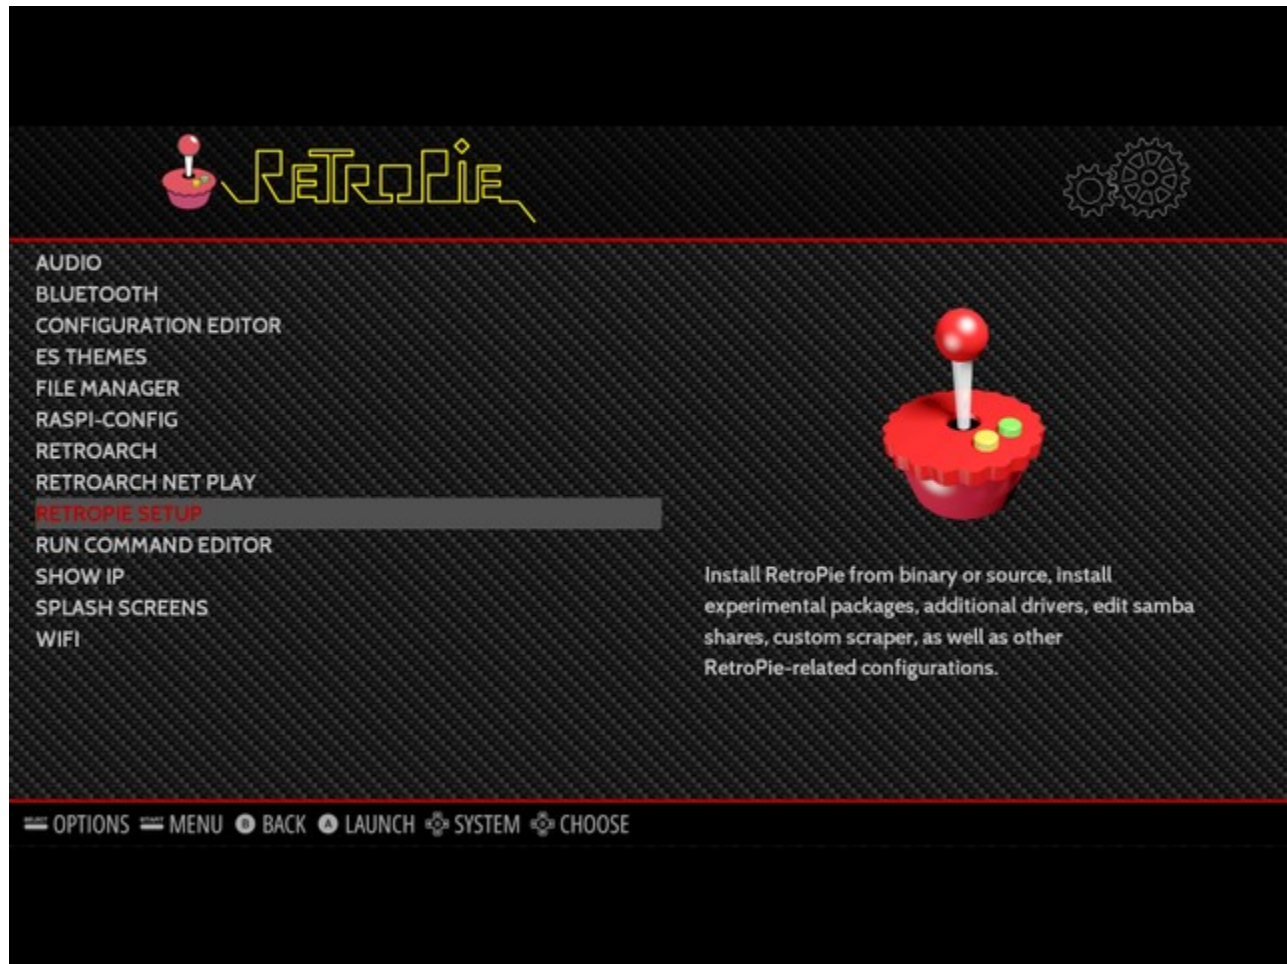 RETROPIE
AUDIO
BLUETOOTH
CONFIGURATION EDITOR
ES THEMES
FILE MANAGER
RASPI-CONFIG
RETROARCH
RETROARCH NET PLAY
RETROPIE SETUP
RUN COMMAND EDITOR
SHOW IP
SPLASH SCREENS
WIFI
Install RetroPie from binary or source, install
experimental packages, additional drivers, edit samba
shares, custom scraper, as well as other
RetroPie-related configurations.
SELECT OPTIONS START MENU B BACK A LAUNCH SYSTEM CHOOSE